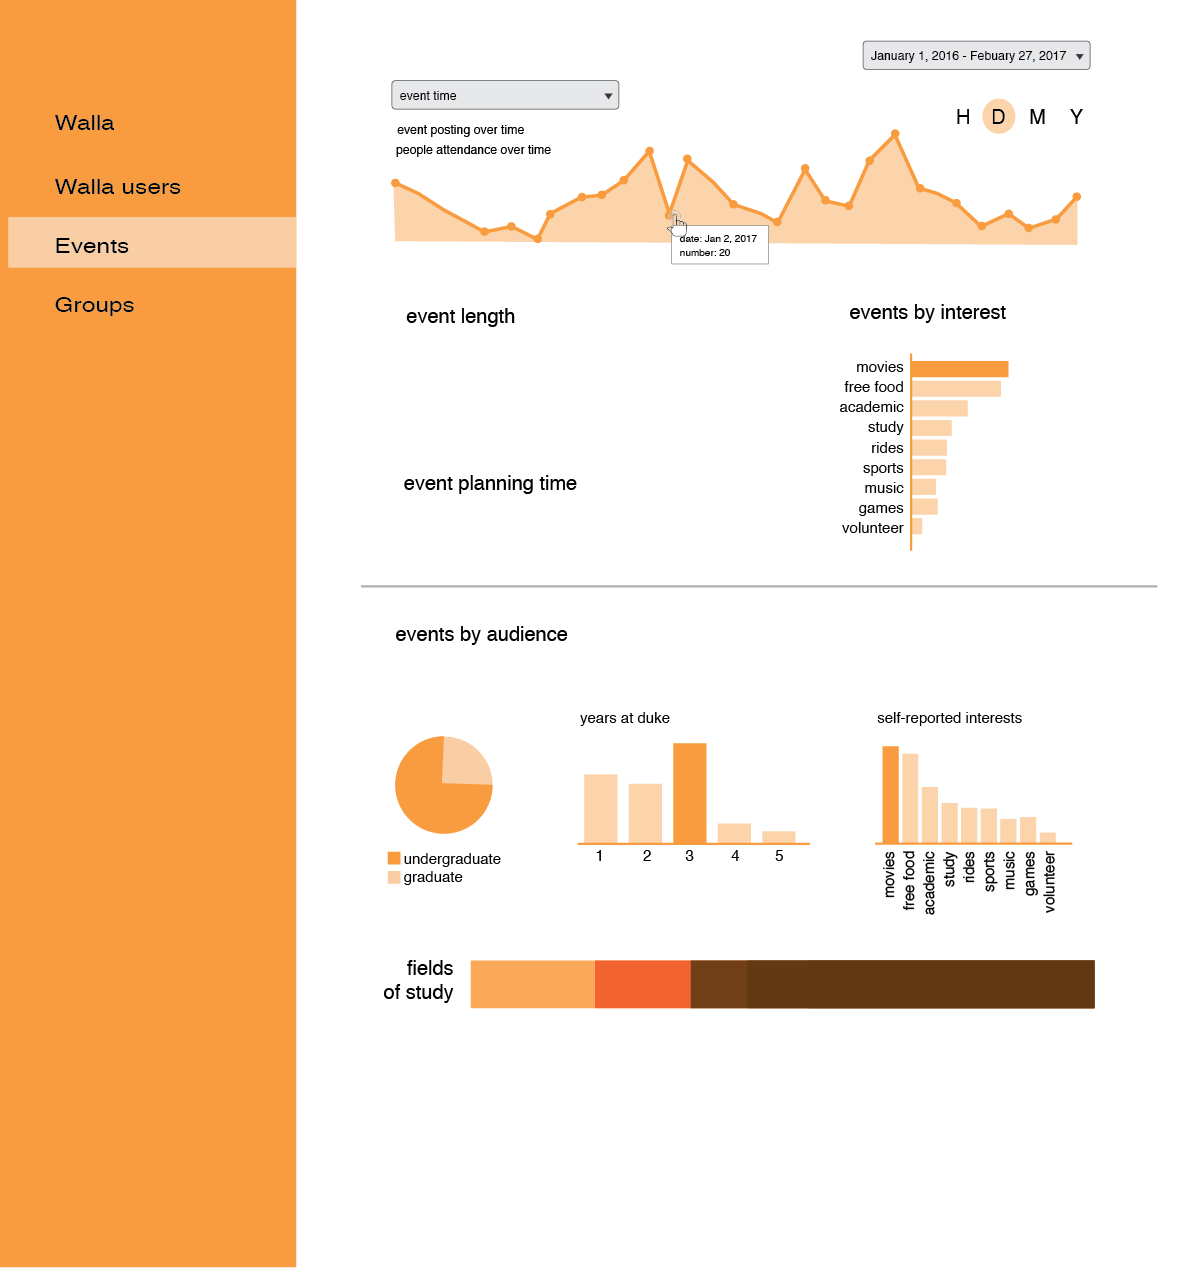 Walla
Walla users
Events
Groups
January 1, 2016 - Febuary 27, 2017
event time
H D M Y
event posting over time
people attendance over time
date: Jan 2, 2017
number: 20
event length
events by interest
movies
free food
academic
study
rides
sports
music
games
volunteer
event planning time
events by audience
undergraduate
graduate
years at duke
1 2 3 4 5
self-reported interests
movies
free food
academic
study
rides
sports
music
games
volunteer
fields
of study